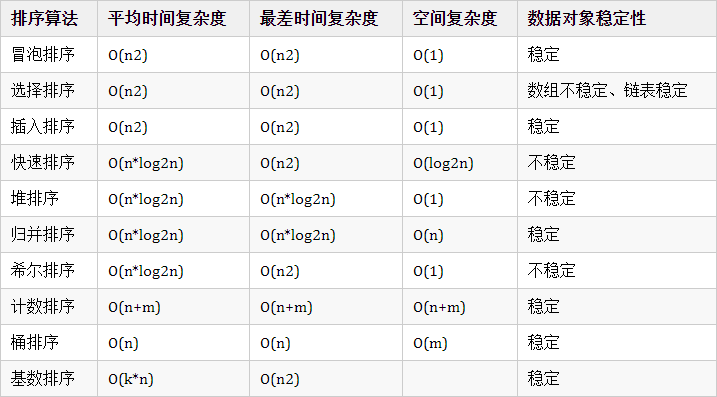 排序算法 平均时间复杂度 最差时间复杂度 空间复杂度 数据对象稳定性
冒泡排序 O(n2) O(n2) O(1) 稳定
选择排序 O(n2) O(n2) O(1) 数组不稳定、链表稳定
插入排序 O(n2) O(n2) O(1) 稳定
快速排序 O(n*log2n) O(n2) O(log2n) 不稳定
堆排序 O(n*log2n) O(n*log2n) O(1) 不稳定
归并排序 O(n*log2n) O(n*log2n) O(n) 稳定
希尔排序 O(n*log2n) O(n2) O(1) 不稳定
计数排序 O(n+m) O(n+m) O(n+m) 稳定
桶排序 O(n) O(n) O(m) 稳定
基数排序 O(k*n) O(n2) 稳定